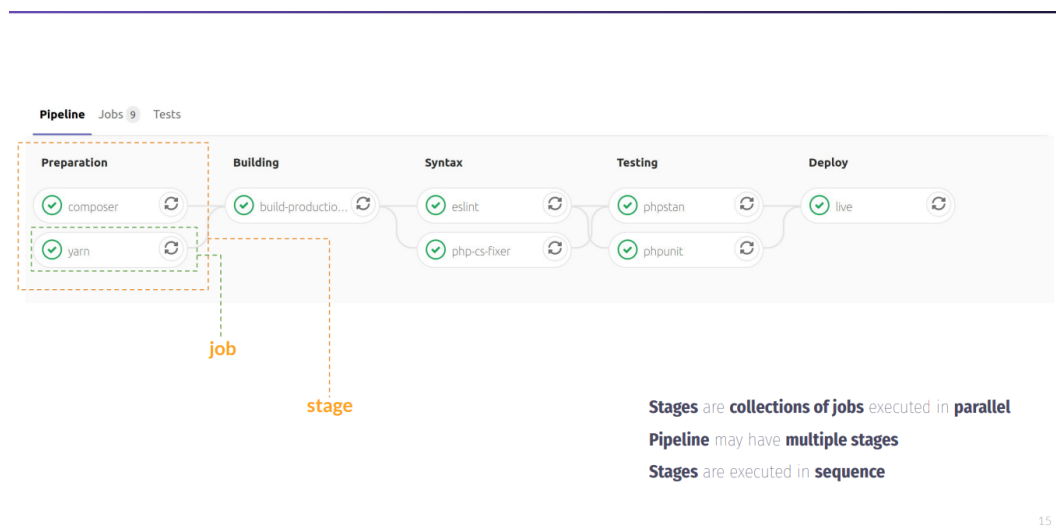 Pipeline Jobs 9 Tests
Preparation Building Syntax Testing Deploy
composer build-productio... eslint phpstan live
yarn php-cs-fixer phpunit
job
stage
Stages are collections of jobs executed in parallel
Pipeline may have multiple stages
Stages are executed in sequence
15